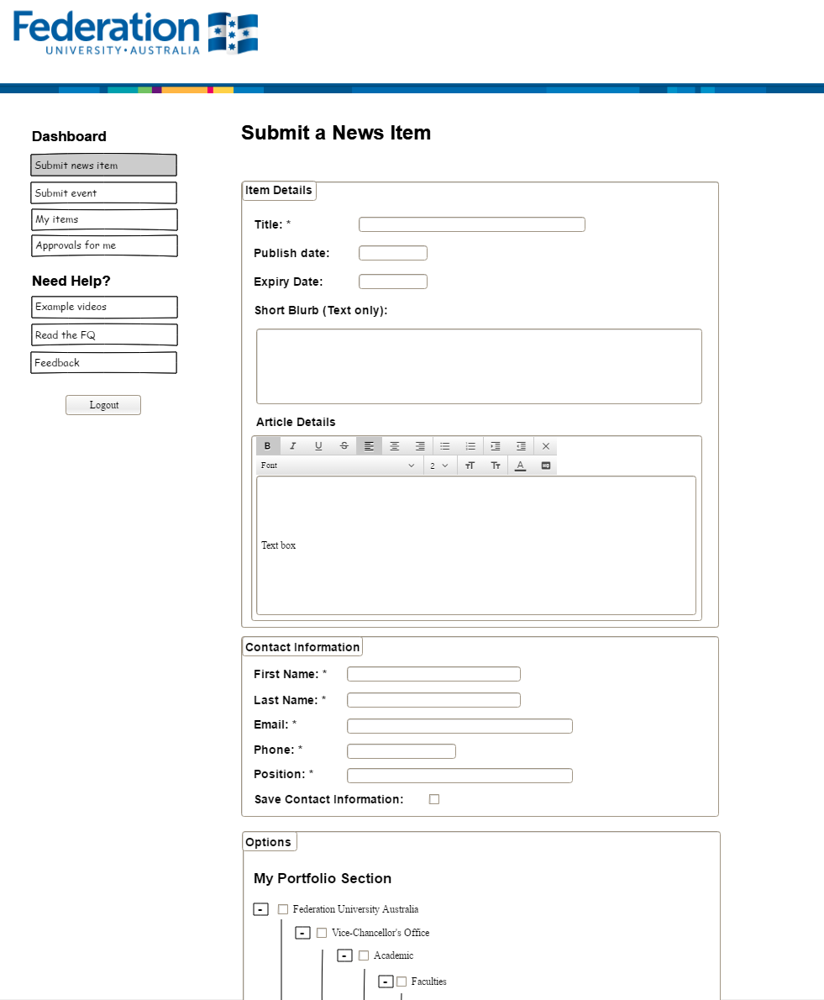 Federation
UNIVERSITY • AUSTRALIA
Dashboard
Submit news item
Submit event
My items
Approvals for me
Need Help?
Example videos
Read the FQ
Feedback
Logout
Submit a News Item
Item Details
Title: *
Publish date:
Expiry Date:
Short Blurb (Text only):
Article Details
B I U S
Font 2 TT Tт A HQ
Text box
Contact Information
First Name: *
Last Name: *
Email: *
Phone: *
Position: *
Save Contact Information:
Options
My Portfolio Section
- Federation University Australia
- Vice-Chancellor's Office
- Academic
- Faculties